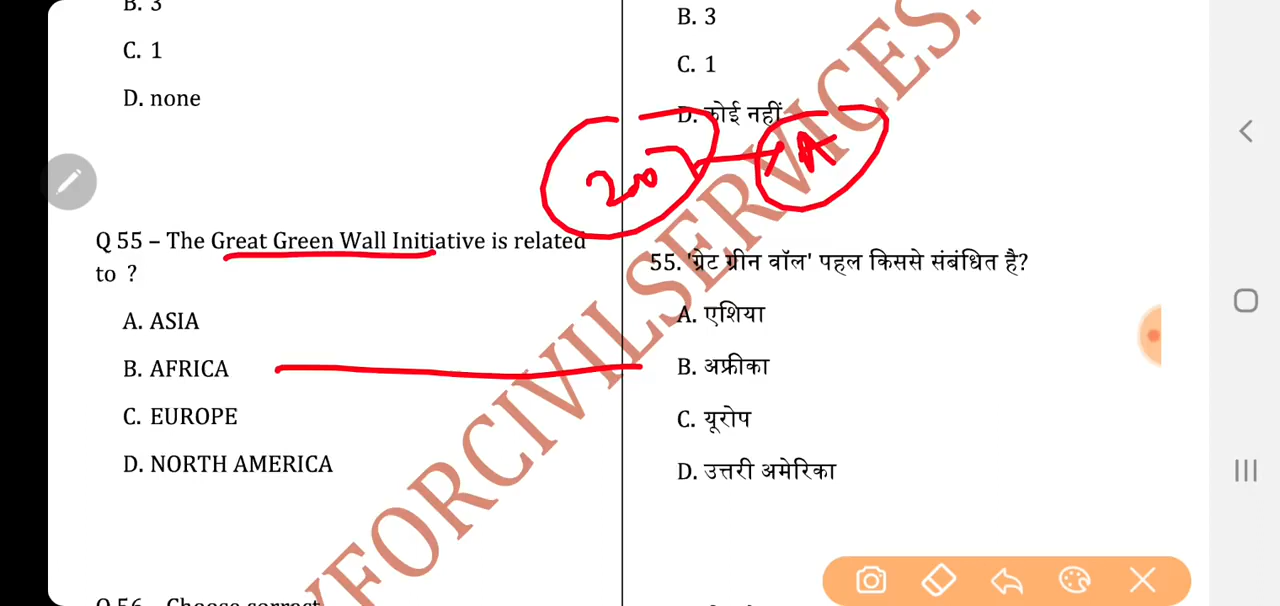 B. 3
C. 1
D. none
Q 55 – The Great Green Wall Initiative is related
to ?
A. ASIA
B. AFRICA
C. EUROPE
D. NORTH AMERICA
B. 3
C. 1
D. कोई नहीं
A
55. 'ग्रेट ग्रीन वॉल' पहल किससे संबंधित है?
A. एशिया
B. अफ्रीका
C. यूरोप
D. उत्तरी अमेरिका
FORCIVILSERVICES.